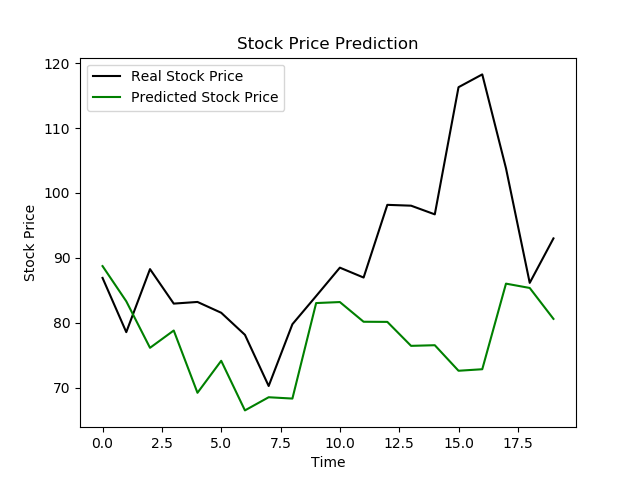 Stock Price Prediction
Real Stock Price
Predicted Stock Price
Stock Price
120
110
100
90
80
70
0.0 2.5 5.0 7.5 10.0 12.5 15.0 17.5
Time